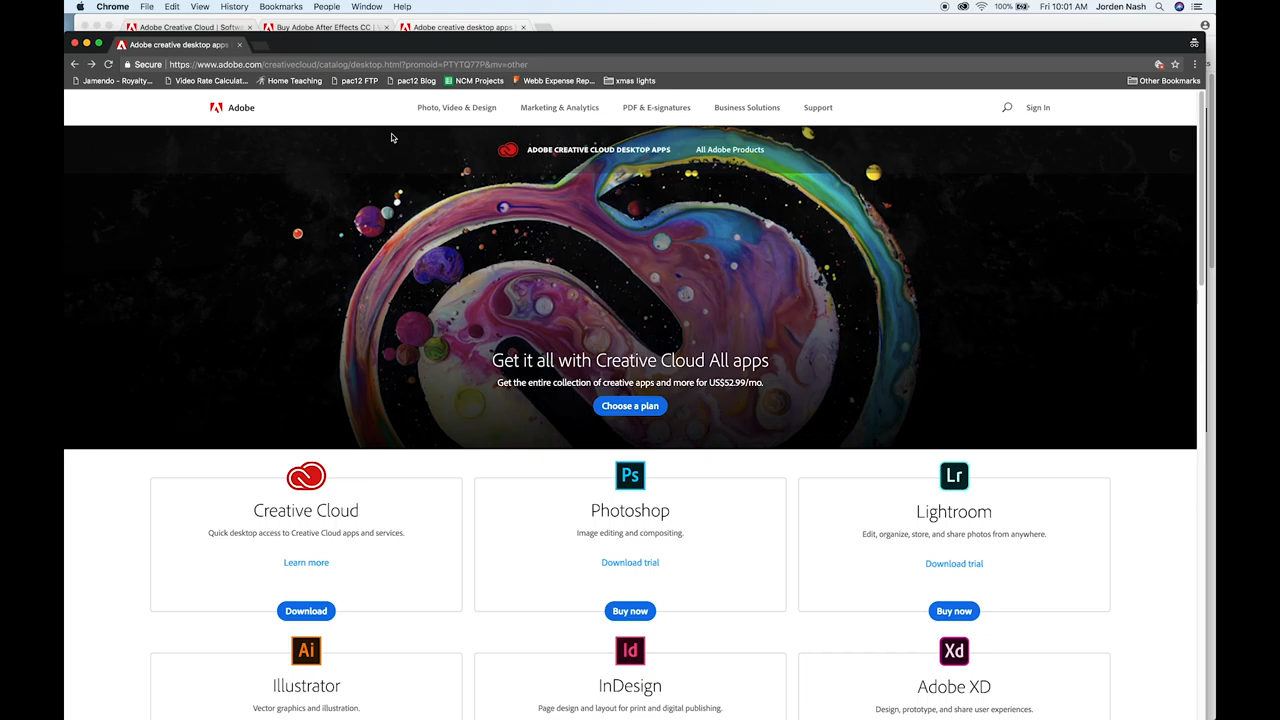 Chrome File Edit View History Bookmarks People Window Help 100% Fri 10:01 AM Jorden Nash
Adobe Creative Cloud | Softw Buy Adobe After Effects CC | Adobe creative desktop apps
Adobe creative desktop apps
Secure https://www.adobe.com/creativecloud/catalog/desktop.html?promoid=PTYTQ77P&mv=other
Jamendo - Royalty... Video Rate Calculat... Home Teaching pac12 FTP pac12 Blog NCM Projects Webb Expense Rep... xmas lights Other Bookmarks
Adobe Photo, Video & Design Marketing & Analytics PDF & E-signatures Business Solutions Support Sign In
ADOBE CREATIVE CLOUD DESKTOP APPS All Adobe Products
Get it all with Creative Cloud All apps
Get the entire collection of creative apps and more for US$52.99/mo.
Choose a plan
Ps Lr
Creative Cloud Photoshop Lightroom
Quick desktop access to Creative Cloud apps and services. Image editing and compositing. Edit, organize, store, and share photos from anywhere.
Learn more Download trial Download trial
Download Buy now Buy now
Ai Id Xd
Illustrator InDesign Adobe XD
Vector graphics and illustration. Page design and layout for print and digital publishing. Design, prototype, and share user experiences.